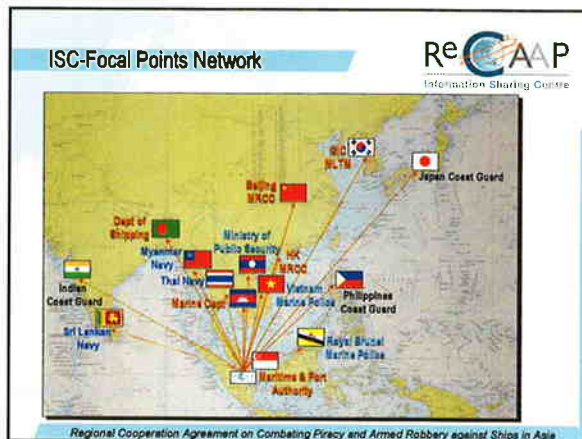 ISC-Focal Points Network
ReCAAP
Information Sharing Centre
GIC
MLTM
Japan Coast Guard
Beijing
MRCC
Dept of
Shipping
Myanmar
Navy
Ministry of
Public Security
HK
MRCC
Thai Navy
Marine Dept
Vietnam
Marine Police
Indian
Coast Guard
Philippines
Coast Guard
Sri Lankan
Navy
Royal Brunei
Marine Police
Maritime & Port
Authority
Regional Cooperation Agreement on Combating Piracy and Armed Robbery against Ships in Asia